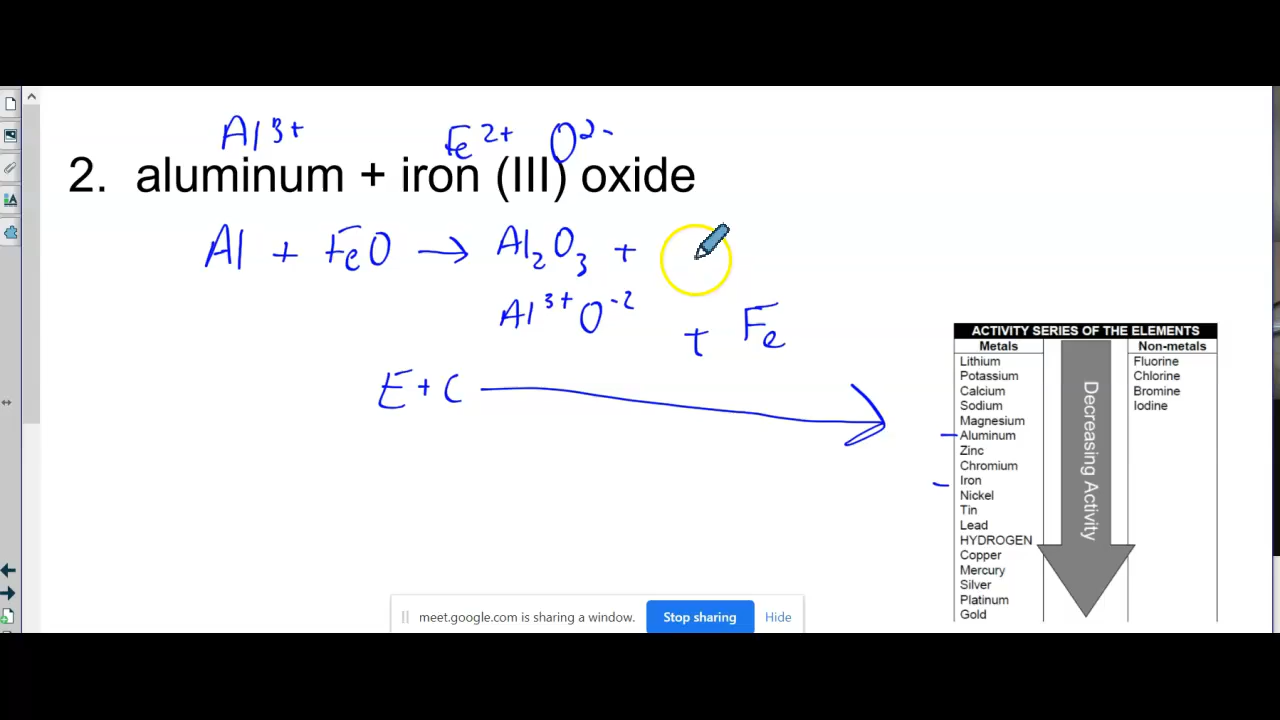 Al³⁺ Fe²⁺ O²⁻
2. aluminum + iron (III) oxide
Al + FeO → Al₂O₃ +
Al³⁺ O⁻²
+ Fe
E + C →
ACTIVITY SERIES OF THE ELEMENTS
Metals
Lithium
Potassium
Calcium
Sodium
Magnesium
Aluminum
Zinc
Chromium
Iron
Nickel
Tin
Lead
HYDROGEN
Copper
Mercury
Silver
Platinum
Gold
Decreasing Activity
Non-metals
Fluorine
Chlorine
Bromine
Iodine
meet.google.com is sharing a window. Stop sharing Hide